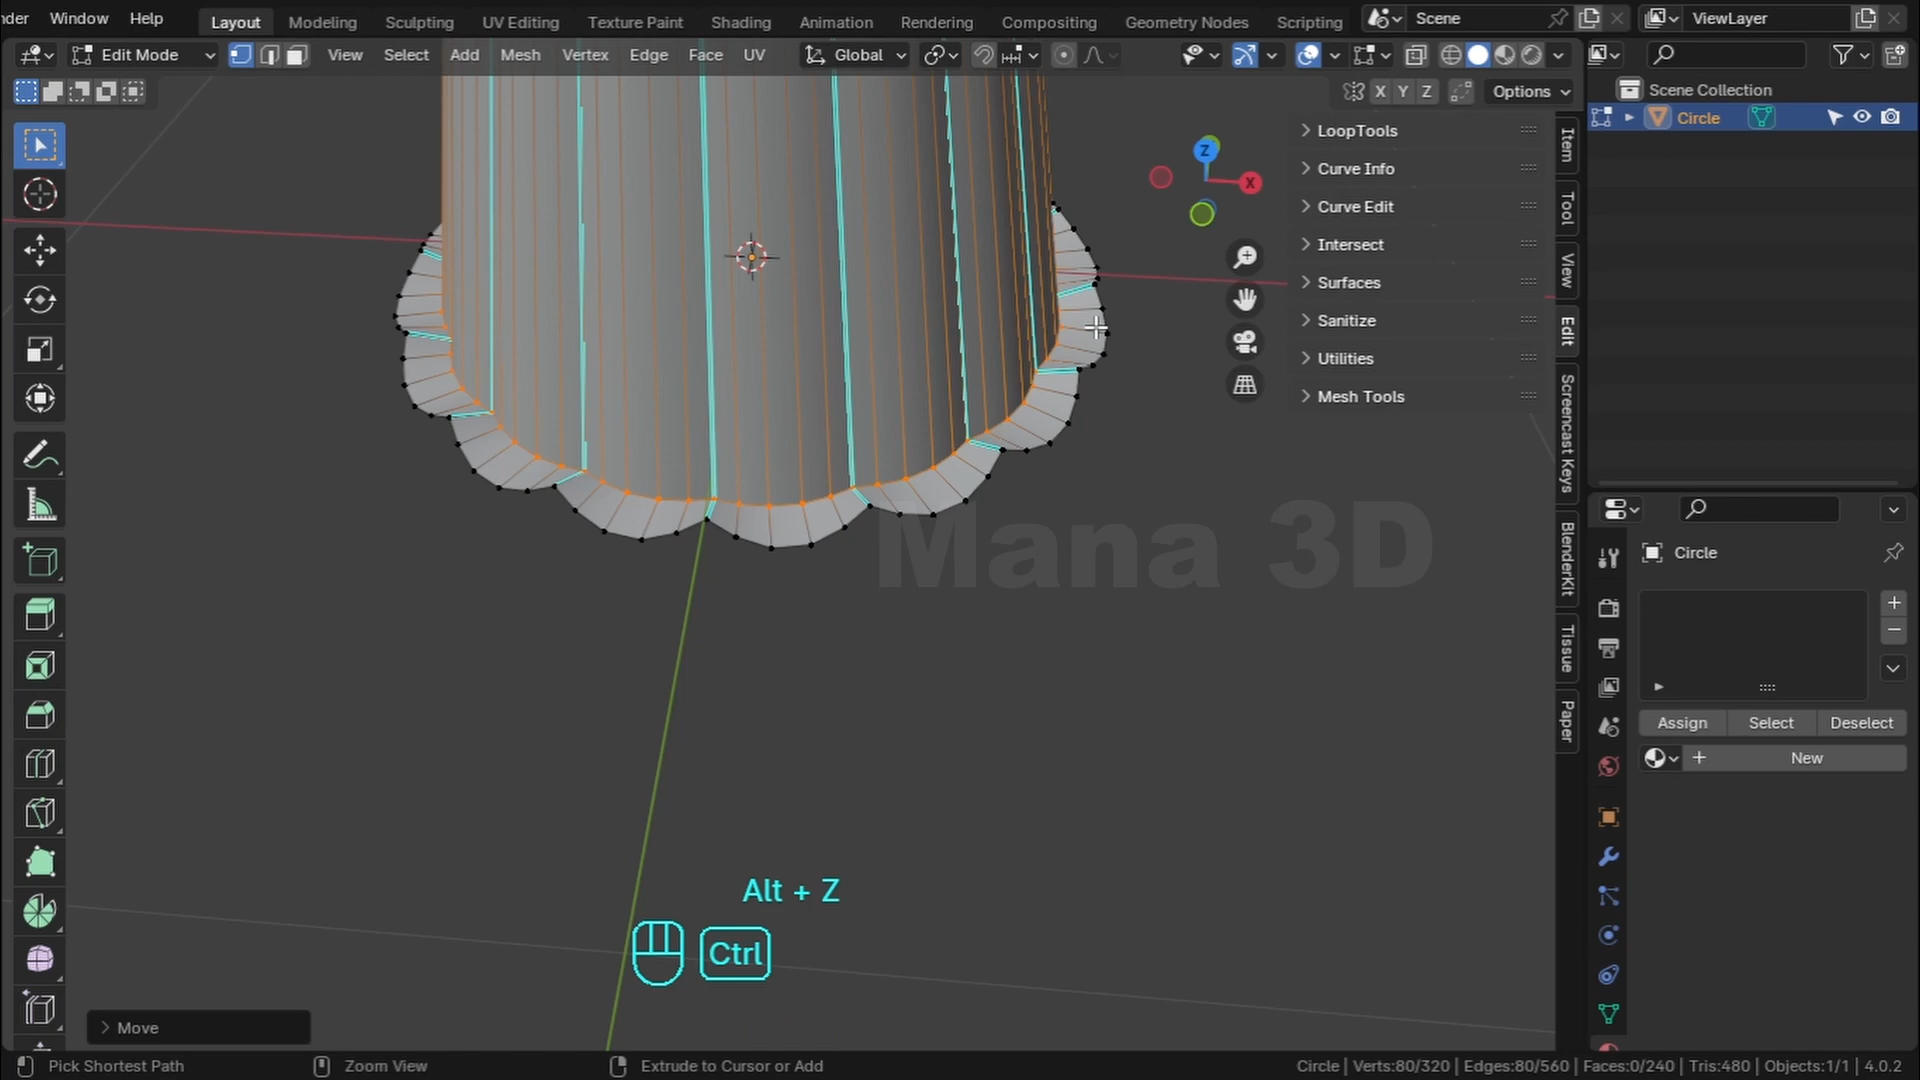 nder Window Help Layout Modeling Sculpting UV Editing Texture Paint Shading Animation Rendering Compositing Geometry Nodes Scripting Scene ViewLayer
Edit Mode View Select Add Mesh Vertex Edge Face UV Global
X Y Z Options
Scene Collection
Circle
LoopTools
Curve Info
Curve Edit
Intersect
Surfaces
Sanitize
Utilities
Mesh Tools
Z
X
Item
Tool
View
Edit
Screencast Keys
BlenderKit
Tissue
Paper
Circle
Assign Select Deselect
New
Mana 3D
Alt + Z
Ctrl
Move
Pick Shortest Path Zoom View Extrude to Cursor or Add Circle | Verts:80/320 | Edges:80/560 | Faces:0/240 | Tris:480 | Objects:1/1 | 4.0.2